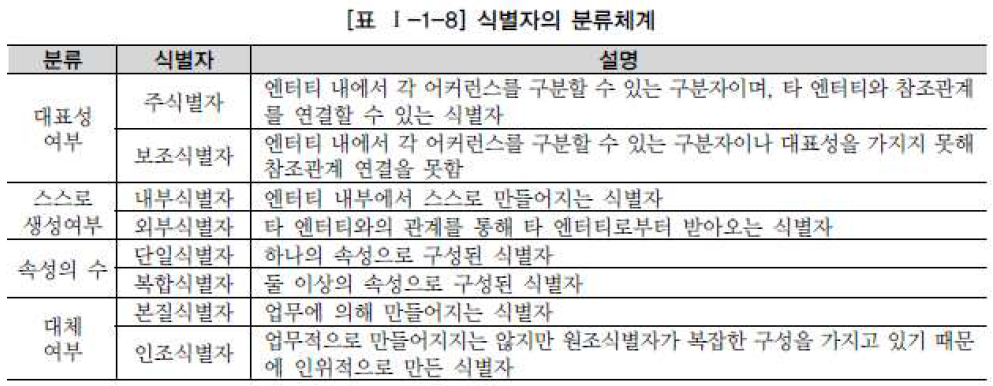 [표 Ⅰ-1-8] 식별자의 분류체계
분류 식별자 설명
대표성 여부 주식별자 엔터티 내에서 각 어커런스를 구분할 수 있는 구분자이며, 타 엔터티와 참조관계
를 연결할 수 있는 식별자
보조식별자 엔터티 내에서 각 어커런스를 구분할 수 있는 구분자이나 대표성을 가지지 못해
참조관계 연결을 못함
스스로 생성여부 내부식별자 엔터티 내부에서 스스로 만들어지는 식별자
외부식별자 타 엔터티와의 관계를 통해 타 엔터티로부터 받아오는 식별자
속성의 수 단일식별자 하나의 속성으로 구성된 식별자
복합식별자 둘 이상의 속성으로 구성된 식별자
대체 여부 본질식별자 업무에 의해 만들어지는 식별자
인조식별자 업무적으로 만들어지지는 않지만 원조식별자가 복잡한 구성을 가지고 있기 때문
에 인위적으로 만든 식별자